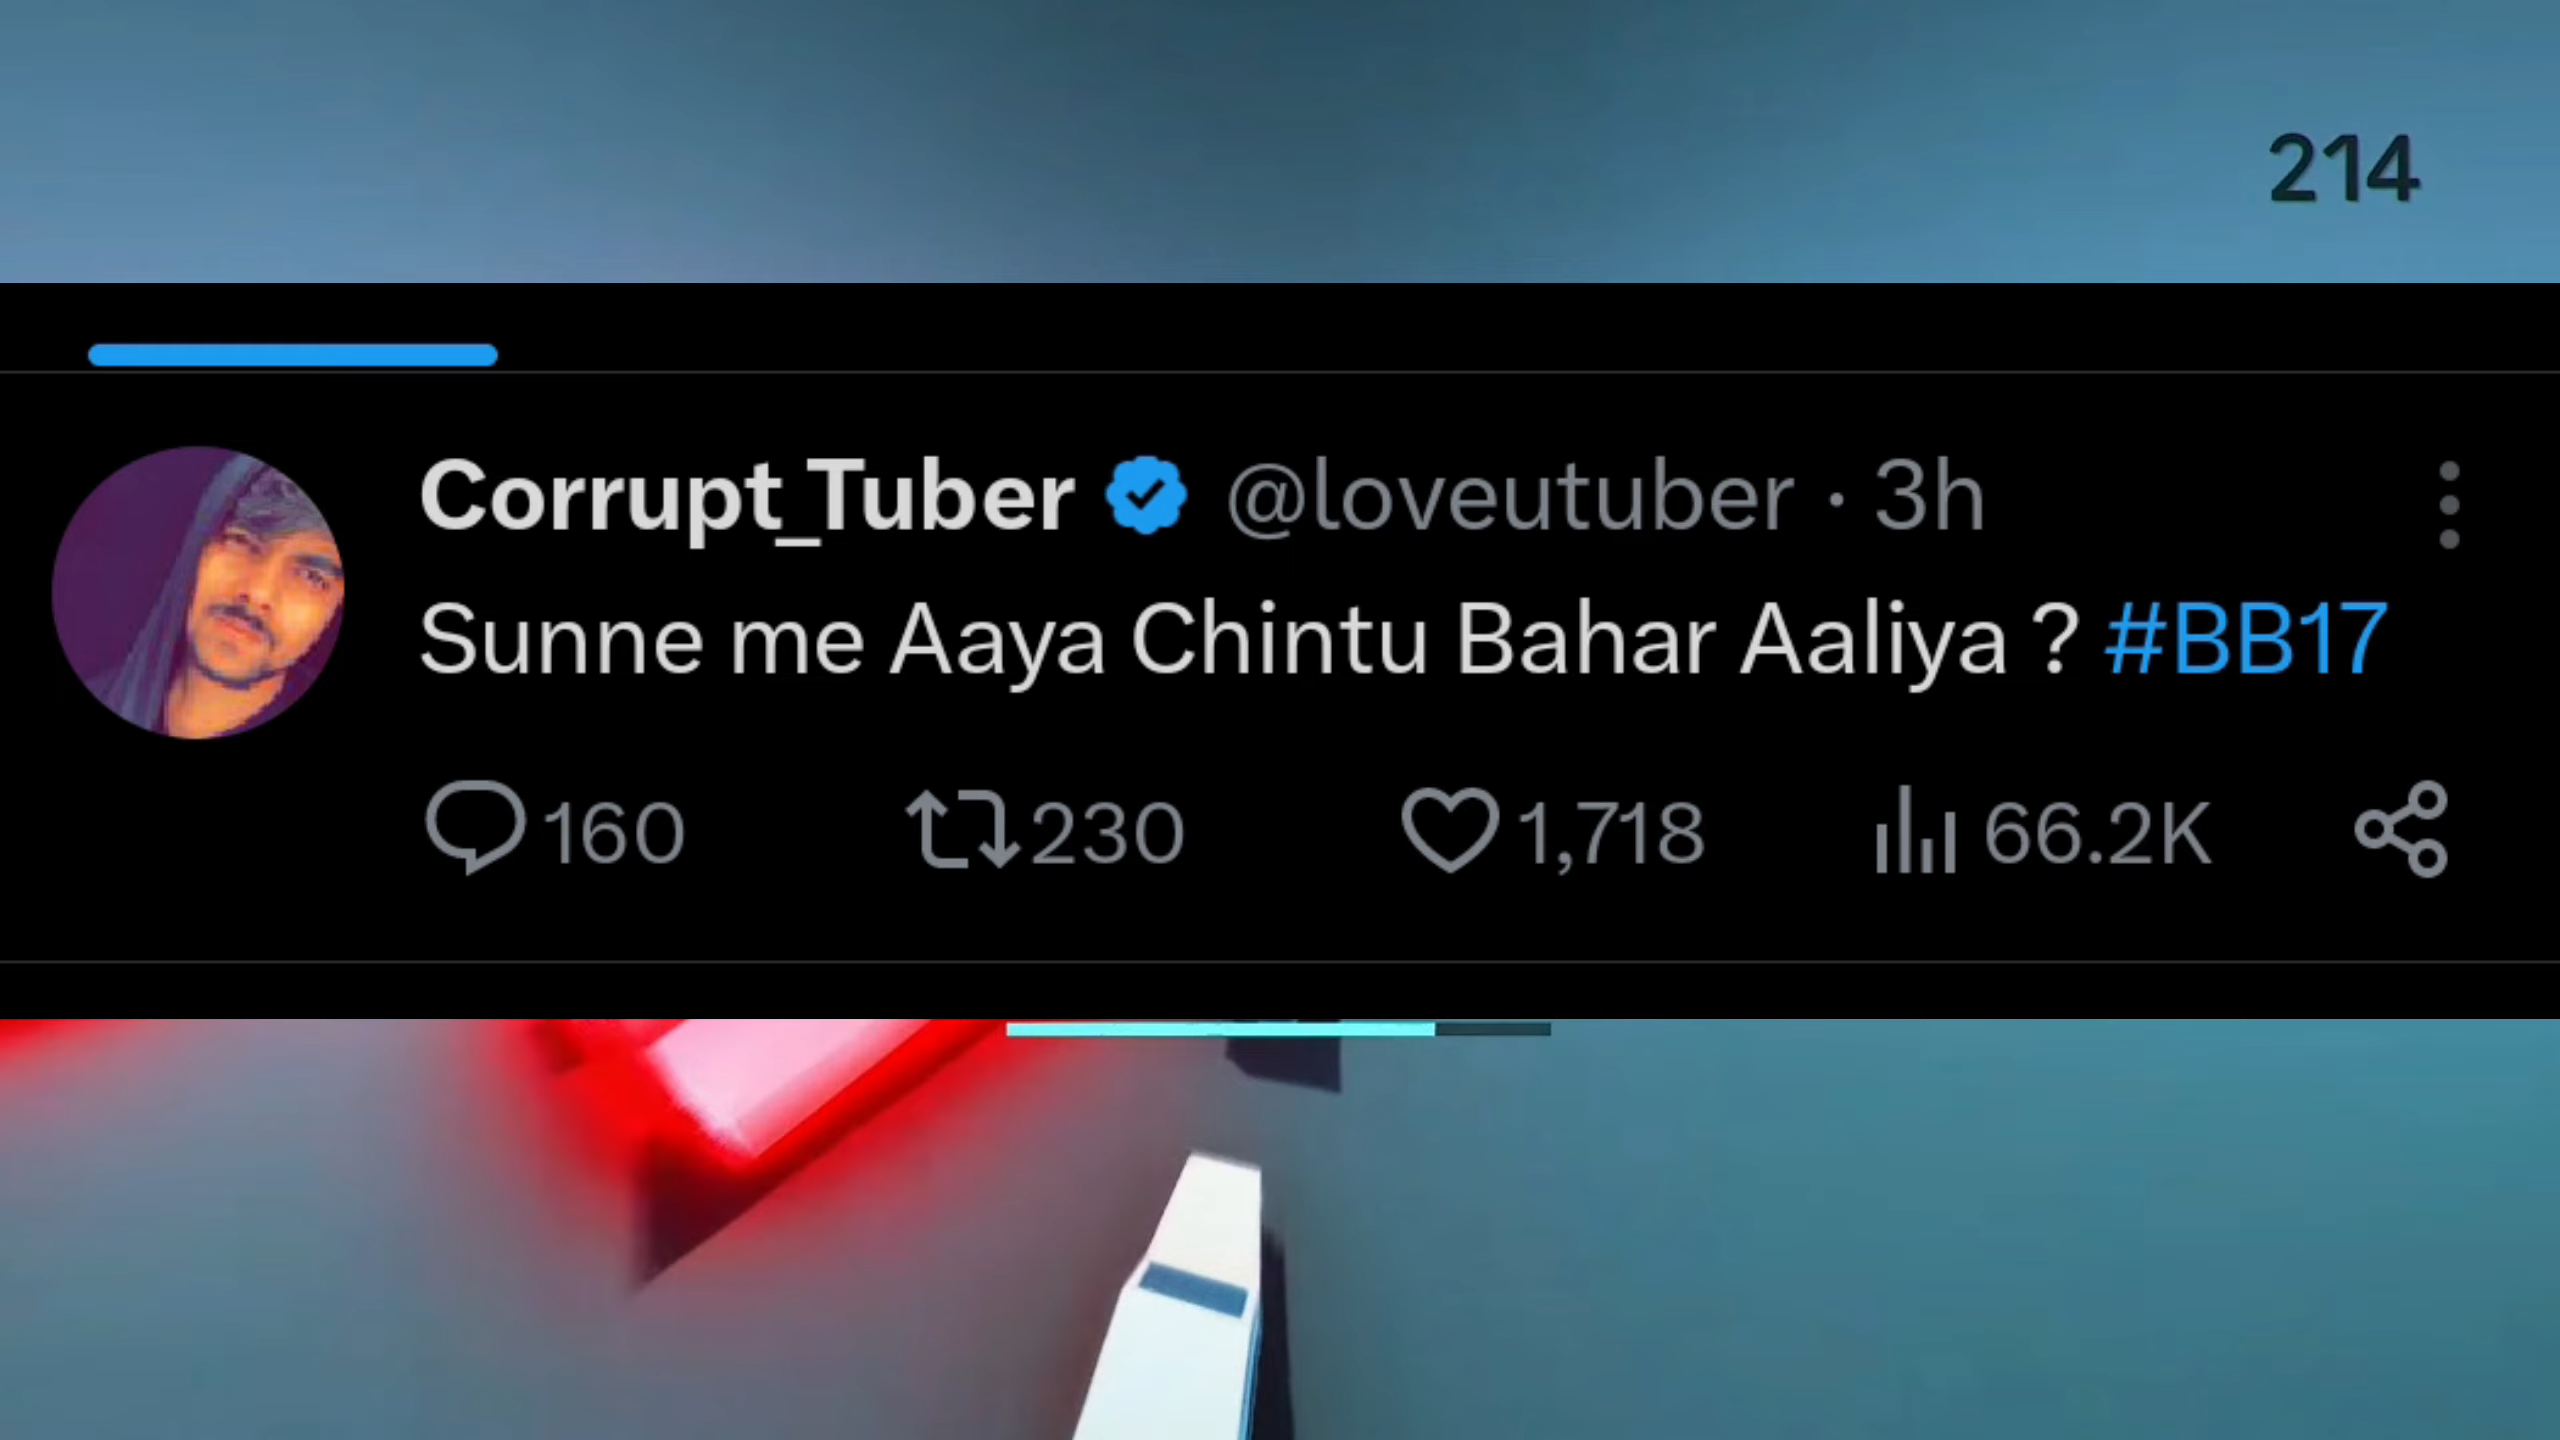 214
Corrupt_Tuber @loveutuber · 3h
Sunne me Aaya Chintu Bahar Aaliya ? #BB17
160 230 1,718 66.2K